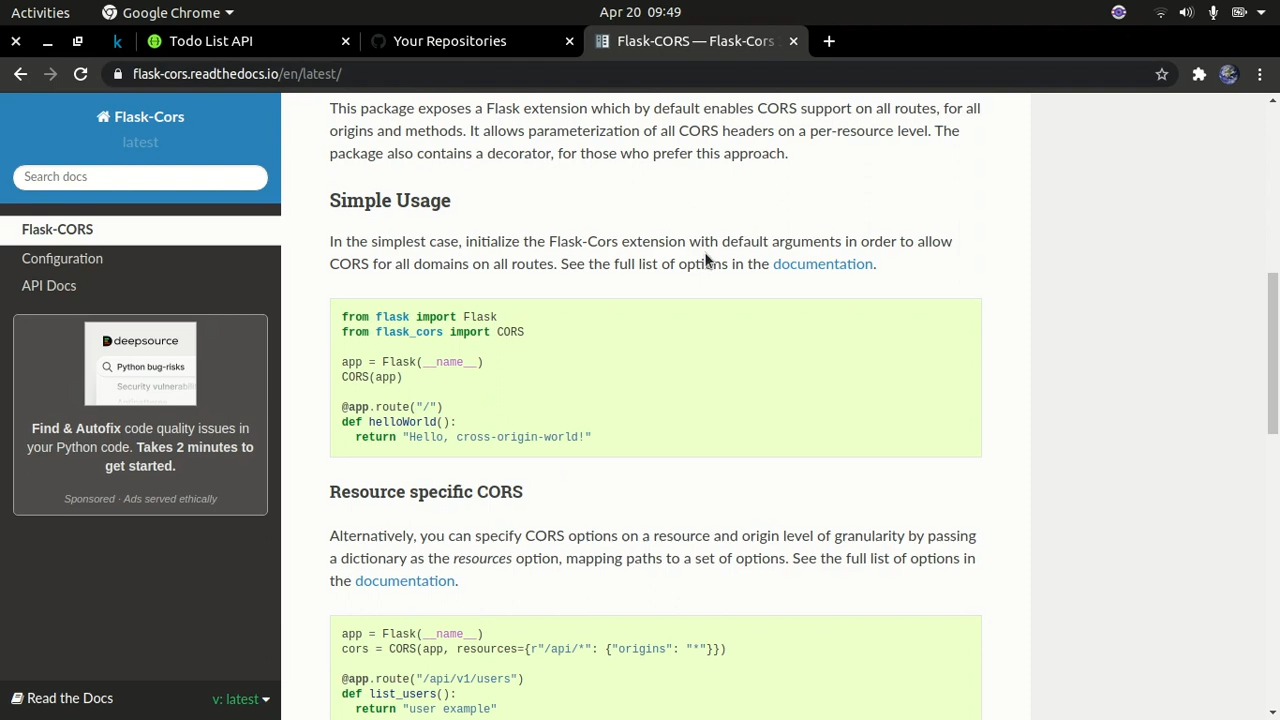 Activities
Google Chrome
Apr 20 09:49
k
Todo List API
Your Repositories
Flask-CORS — Flask-Cors
flask-cors.readthedocs.io/en/latest/
Flask-Cors
latest
Search docs
Flask-CORS
Configuration
API Docs
deepsource
Python bug-risks
Security vulnerabili
Find & Autofix code quality issues in
your Python code. Takes 2 minutes to
get started.
Sponsored · Ads served ethically
Read the Docs
v: latest
This package exposes a Flask extension which by default enables CORS support on all routes, for all
origins and methods. It allows parameterization of all CORS headers on a per-resource level. The
package also contains a decorator, for those who prefer this approach.
Simple Usage
In the simplest case, initialize the Flask-Cors extension with default arguments in order to allow
CORS for all domains on all routes. See the full list of options in the documentation.
from flask import Flask
from flask_cors import CORS
app = Flask(__name__)
CORS(app)
@app.route("/")
def helloWorld():
  return "Hello, cross-origin-world!"
Resource specific CORS
Alternatively, you can specify CORS options on a resource and origin level of granularity by passing
a dictionary as the resources option, mapping paths to a set of options. See the full list of options in
the documentation.
app = Flask(__name__)
cors = CORS(app, resources={r"/api/*": {"origins": "*"}})
@app.route("/api/v1/users")
def list_users():
  return "user example"